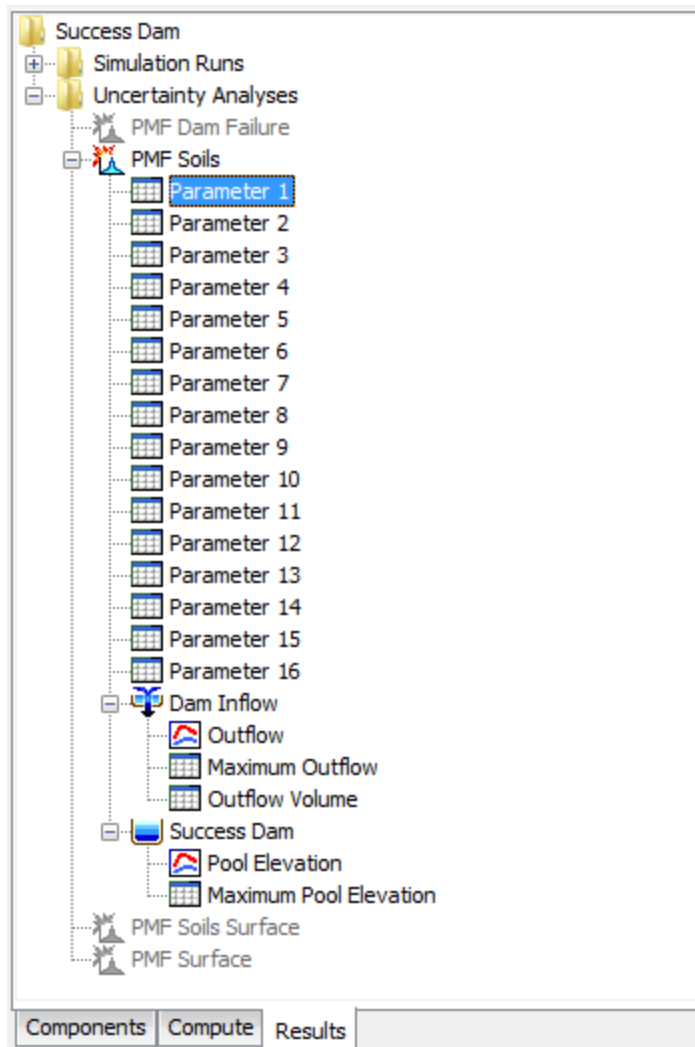 Success Dam
Simulation Runs
Uncertainty Analyses
PMF Dam Failure
PMF Soils
Parameter 1
Parameter 2
Parameter 3
Parameter 4
Parameter 5
Parameter 6
Parameter 7
Parameter 8
Parameter 9
Parameter 10
Parameter 11
Parameter 12
Parameter 13
Parameter 14
Parameter 15
Parameter 16
Dam Inflow
Outflow
Maximum Outflow
Outflow Volume
Success Dam
Pool Elevation
Maximum Pool Elevation
PMF Soils Surface
PMF Surface
Components Compute Results